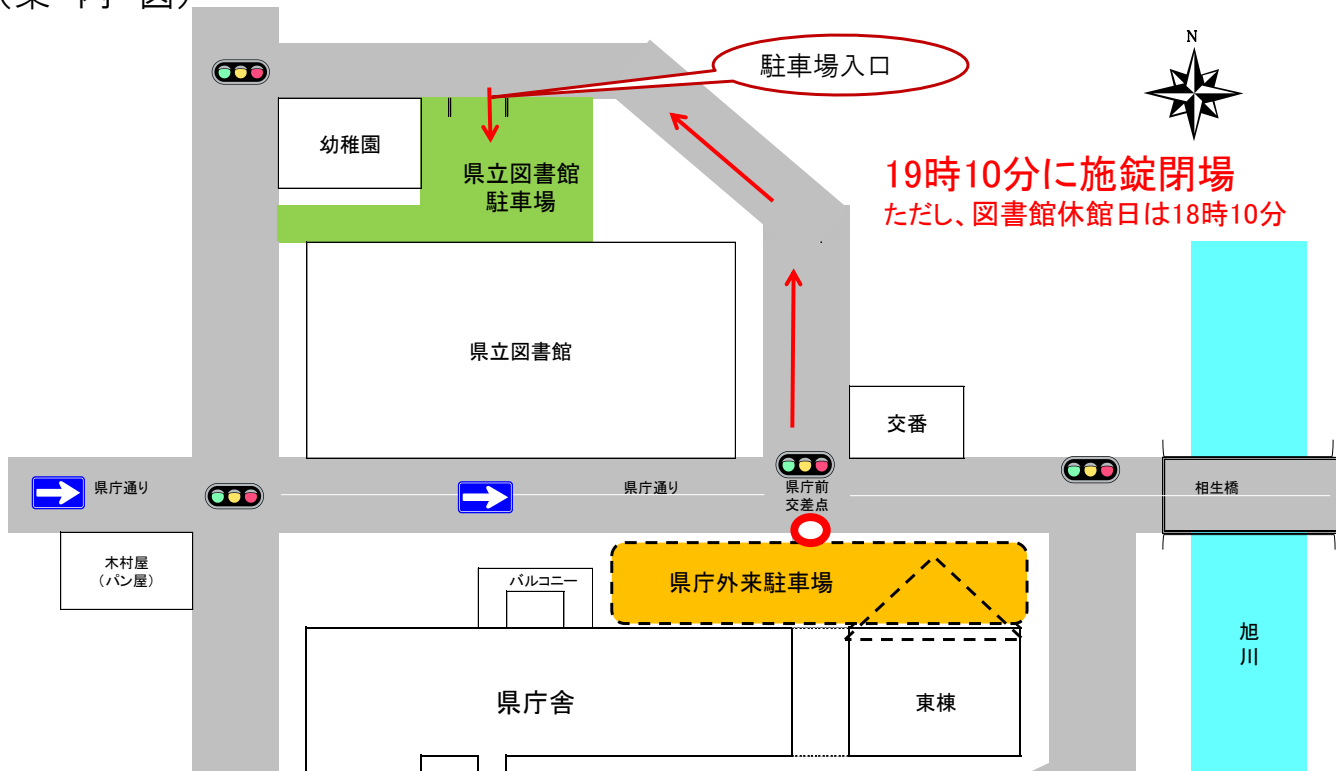 （案 内 図）
N
駐車場入口
幼稚園
県立図書館
駐車場
19時10分に施錠閉場
ただし、図書館休館日は18時10分
県立図書館
交番
県庁通り
県庁通り
県庁前
交差点
相生橋
木村屋
（パン屋）
バルコニー
県庁外来駐車場
旭川
県庁舎
東棟